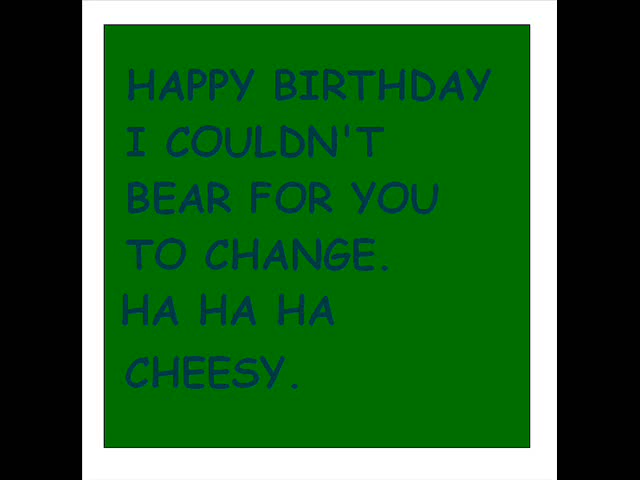 HAPPY BIRTHDAY
I COULDN'T
BEAR FOR YOU
TO CHANGE.
HA HA HA
CHEESY.